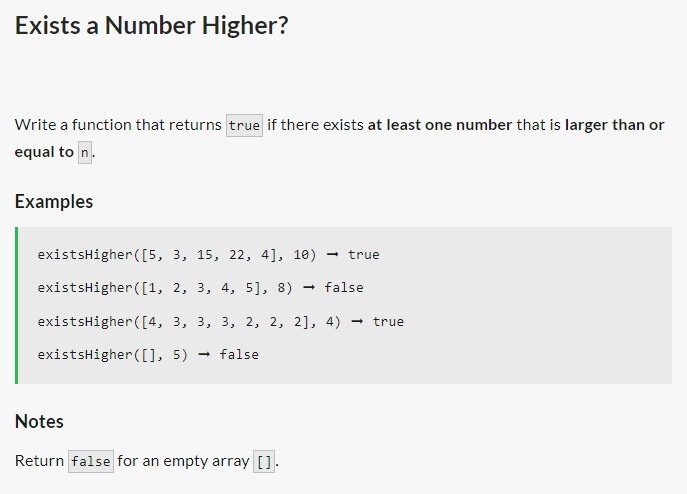 Exists a Number Higher?
Write a function that returns true if there exists at least one number that is larger than or
equal to n.
Examples
existsHigher([5, 3, 15, 22, 4], 10) → true
existsHigher([1, 2, 3, 4, 5], 8) → false
existsHigher([4, 3, 3, 3, 2, 2, 2], 4) → true
existsHigher([], 5) → false
Notes
Return false for an empty array [].